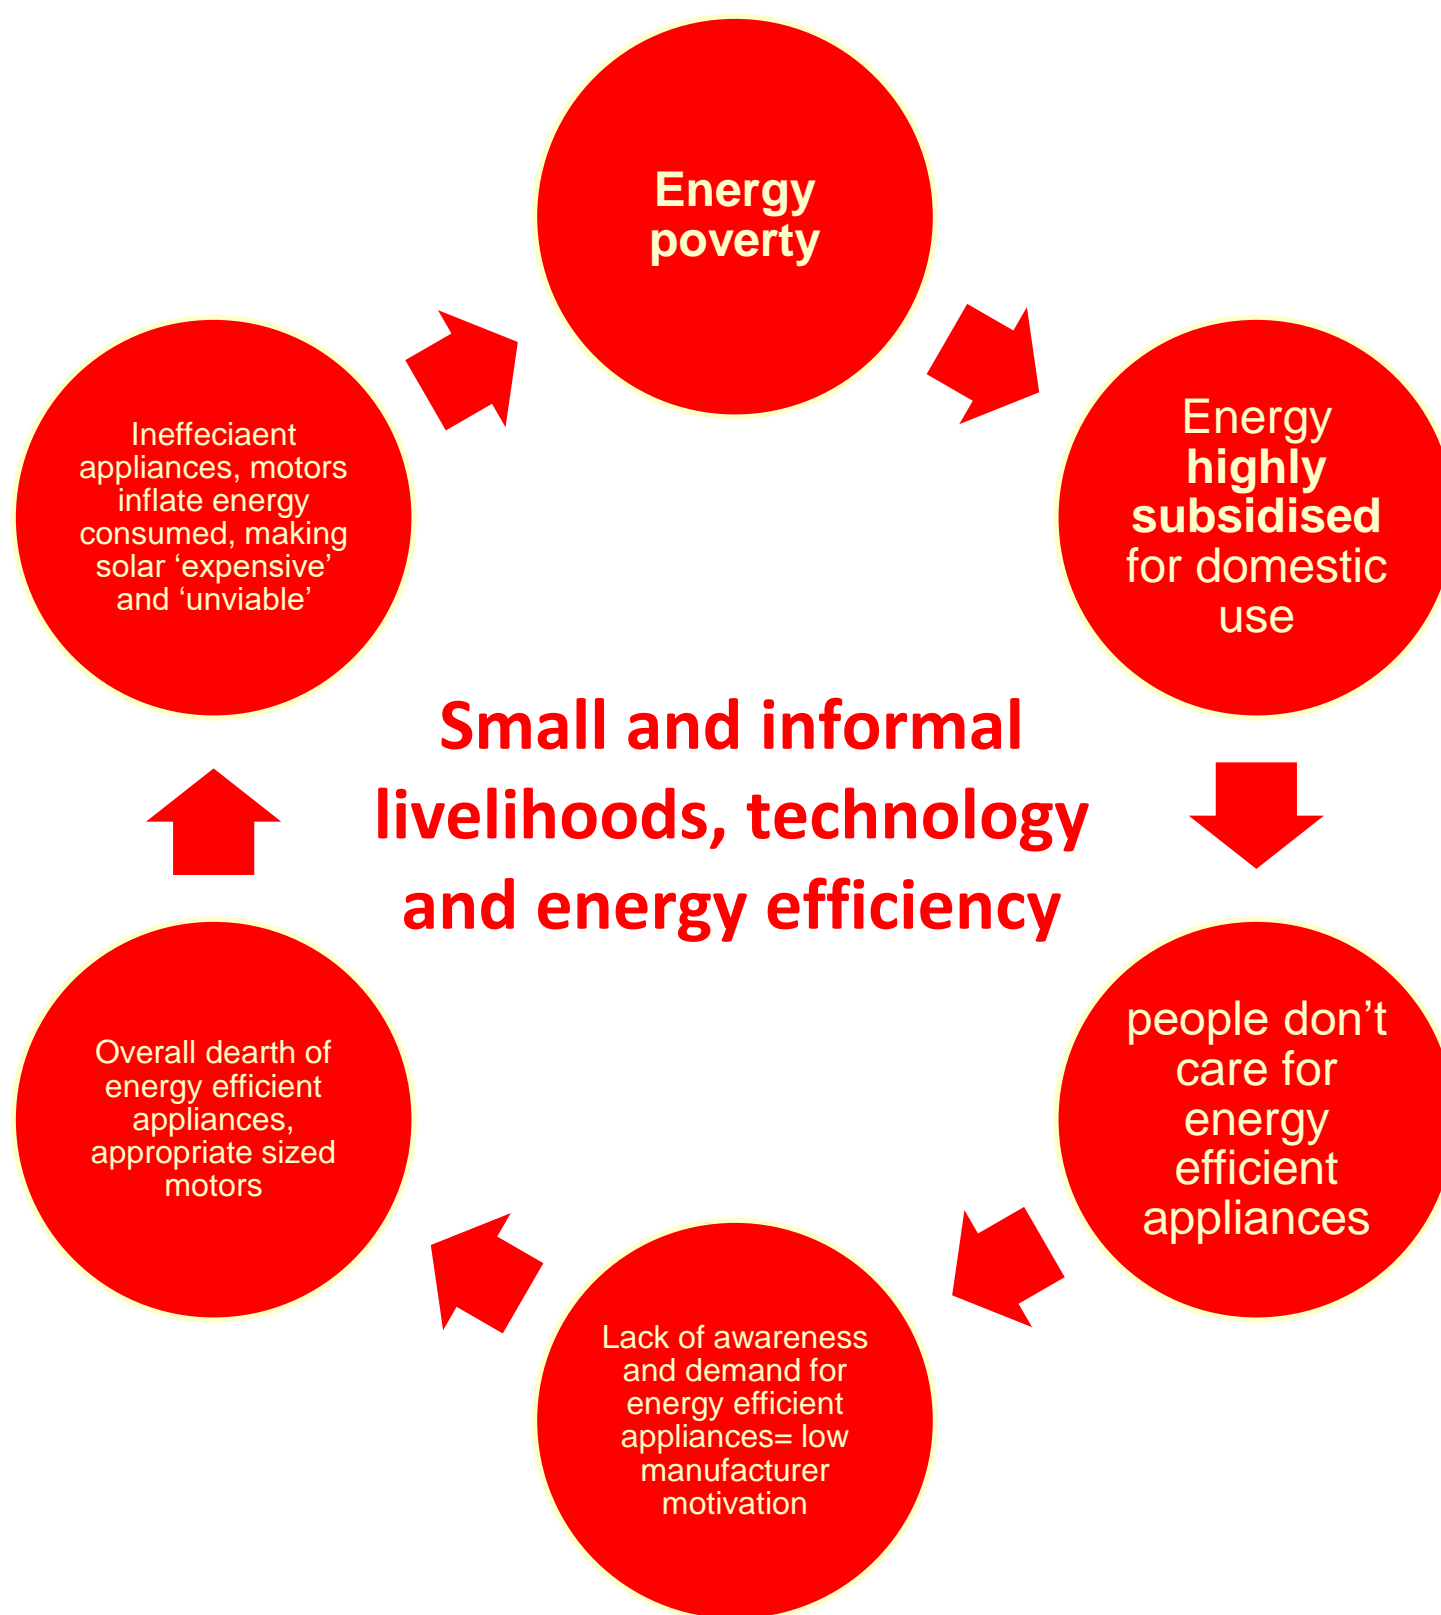 Energy
poverty
Energy
highly
subsidised
for domestic
use
people don’t
care for
energy
efficient
appliances
Lack of awareness
and demand for
energy efficient
appliances= low
manufacturer
motivation
Overall dearth of
energy efficient
appliances,
appropriate sized
motors
Ineffeciaent
appliances, motors
inflate energy
consumed, making
solar ‘expensive’
and ‘unviable’
Small and informal
livelihoods, technology
and energy efficiency